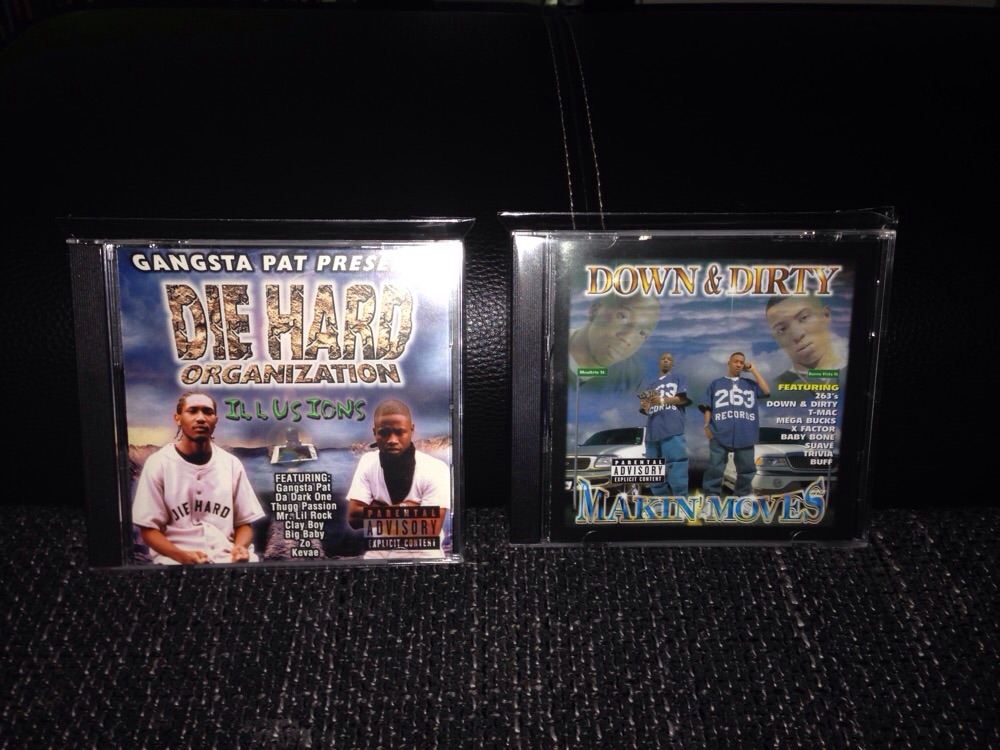 GANGSTA PAT PRESE
DIE HARD
ORGANIZATION
ILLUSIONS
DIE HARD
FEATURING:
Gangsta Pat
Da Dark One
Thugg Passion
Mr. Lil Rock
Clay Boy
Big Baby
Zo
Kevae
PARENTAL
ADVISORY
EXPLICIT CONTENT
DOWN & DIRTY
263
RECORDS
FEATURING
263's
DOWN & DIRTY
T-MAC
MEGA BUCKS
X FACTOR
BABY BONE
SUAVE
TRIVIA
BUFF
PARENTAL
ADVISORY
EXPLICIT CONTENT
MAKIN' MOVES